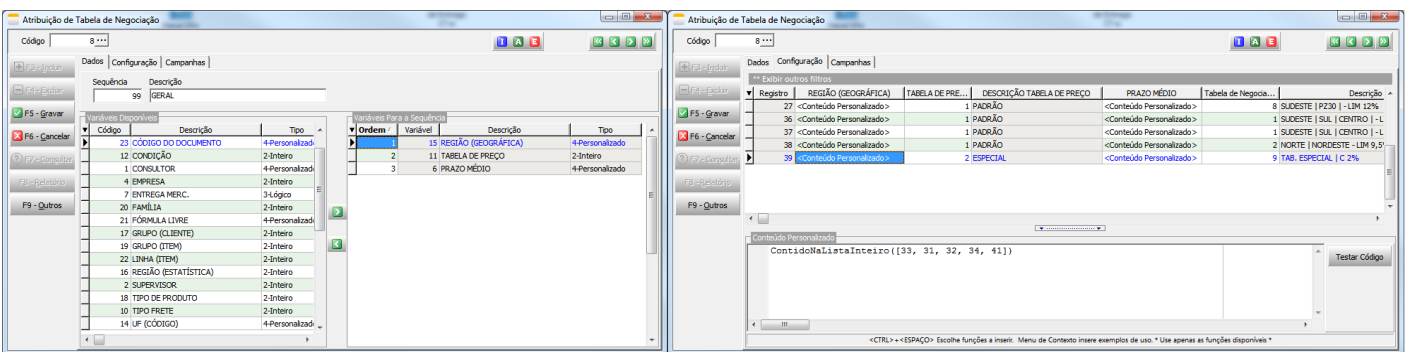 Atribuição de Tabela de Negociação
Código 8 ...
I A E
F3 - Incluir
F4 - Excluir
F5 - Gravar
F6 - Cancelar
F7 - Consultar
F8 - Relatório
F9 - Outros
Dados Configuração Campanhas
Sequência Descrição
99 GERAL
Variáveis Disponíveis
Código Descrição Tipo
23 CÓDIGO DO DOCUMENTO 4-Personalizado
12 CONDIÇÃO 2-Inteiro
1 CONSULTOR 4-Personalizado
4 EMPRESA 2-Inteiro
7 ENTREGA MERC. 3-Lógico
20 FAMÍLIA 2-Inteiro
21 FÓRMULA LIVRE 4-Personalizado
17 GRUPO (CLIENTE) 2-Inteiro
19 GRUPO (ITEM) 2-Inteiro
22 LINHA (ITEM) 2-Inteiro
16 REGIÃO (ESTATÍSTICA) 2-Inteiro
2 SUPERVISOR 2-Inteiro
18 TIPO DE PRODUTO 2-Inteiro
10 TIPO FRETE 2-Inteiro
14 UF (CÓDIGO) 4-Personalizado
Variáveis Para a Sequência
Ordem Variável Descrição Tipo
1 15 REGIÃO (GEOGRÁFICA) 4-Personalizado
2 11 TABELA DE PREÇO 2-Inteiro
3 6 PRAZO MÉDIO 4-Personalizado
Atribuição de Tabela de Negociação
Código 8 ...
I A E
F3 - Incluir
F4 - Excluir
F5 - Gravar
F6 - Cancelar
F7 - Consultar
F8 - Relatório
F9 - Outros
Dados Configuração Campanhas
** Exibir outros filtros
Registro REGIÃO (GEOGRÁFICA) TABELA DE PRE... DESCRIÇÃO TABELA DE PREÇO PRAZO MÉDIO Tabela de Negocia... Descrição
27 <Conteúdo Personalizado> 1 PADRÃO <Conteúdo Personalizado> 8 SUDESTE | PZ30 | - LIM 12%
36 <Conteúdo Personalizado> 1 PADRÃO <Conteúdo Personalizado> 1 SUDESTE | SUL | CENTRO | - L
37 <Conteúdo Personalizado> 1 PADRÃO <Conteúdo Personalizado> 1 SUDESTE | SUL | CENTRO | - L
38 <Conteúdo Personalizado> 1 PADRÃO <Conteúdo Personalizado> 2 NORTE | NORDESTE - LIM 9,5%
39 <Conteúdo Personalizado> 2 ESPECIAL <Conteúdo Personalizado> 9 TAB. ESPECIAL | C 2%
Conteúdo Personalizado
ContidoNaListaInteiro([33, 31, 32, 34, 41])
Testar Código
<CTRL>+<ESPAÇO> Escolhe funções a inserir. Menu de Contexto insere exemplos de uso. * Use apenas as funções disponíveis *